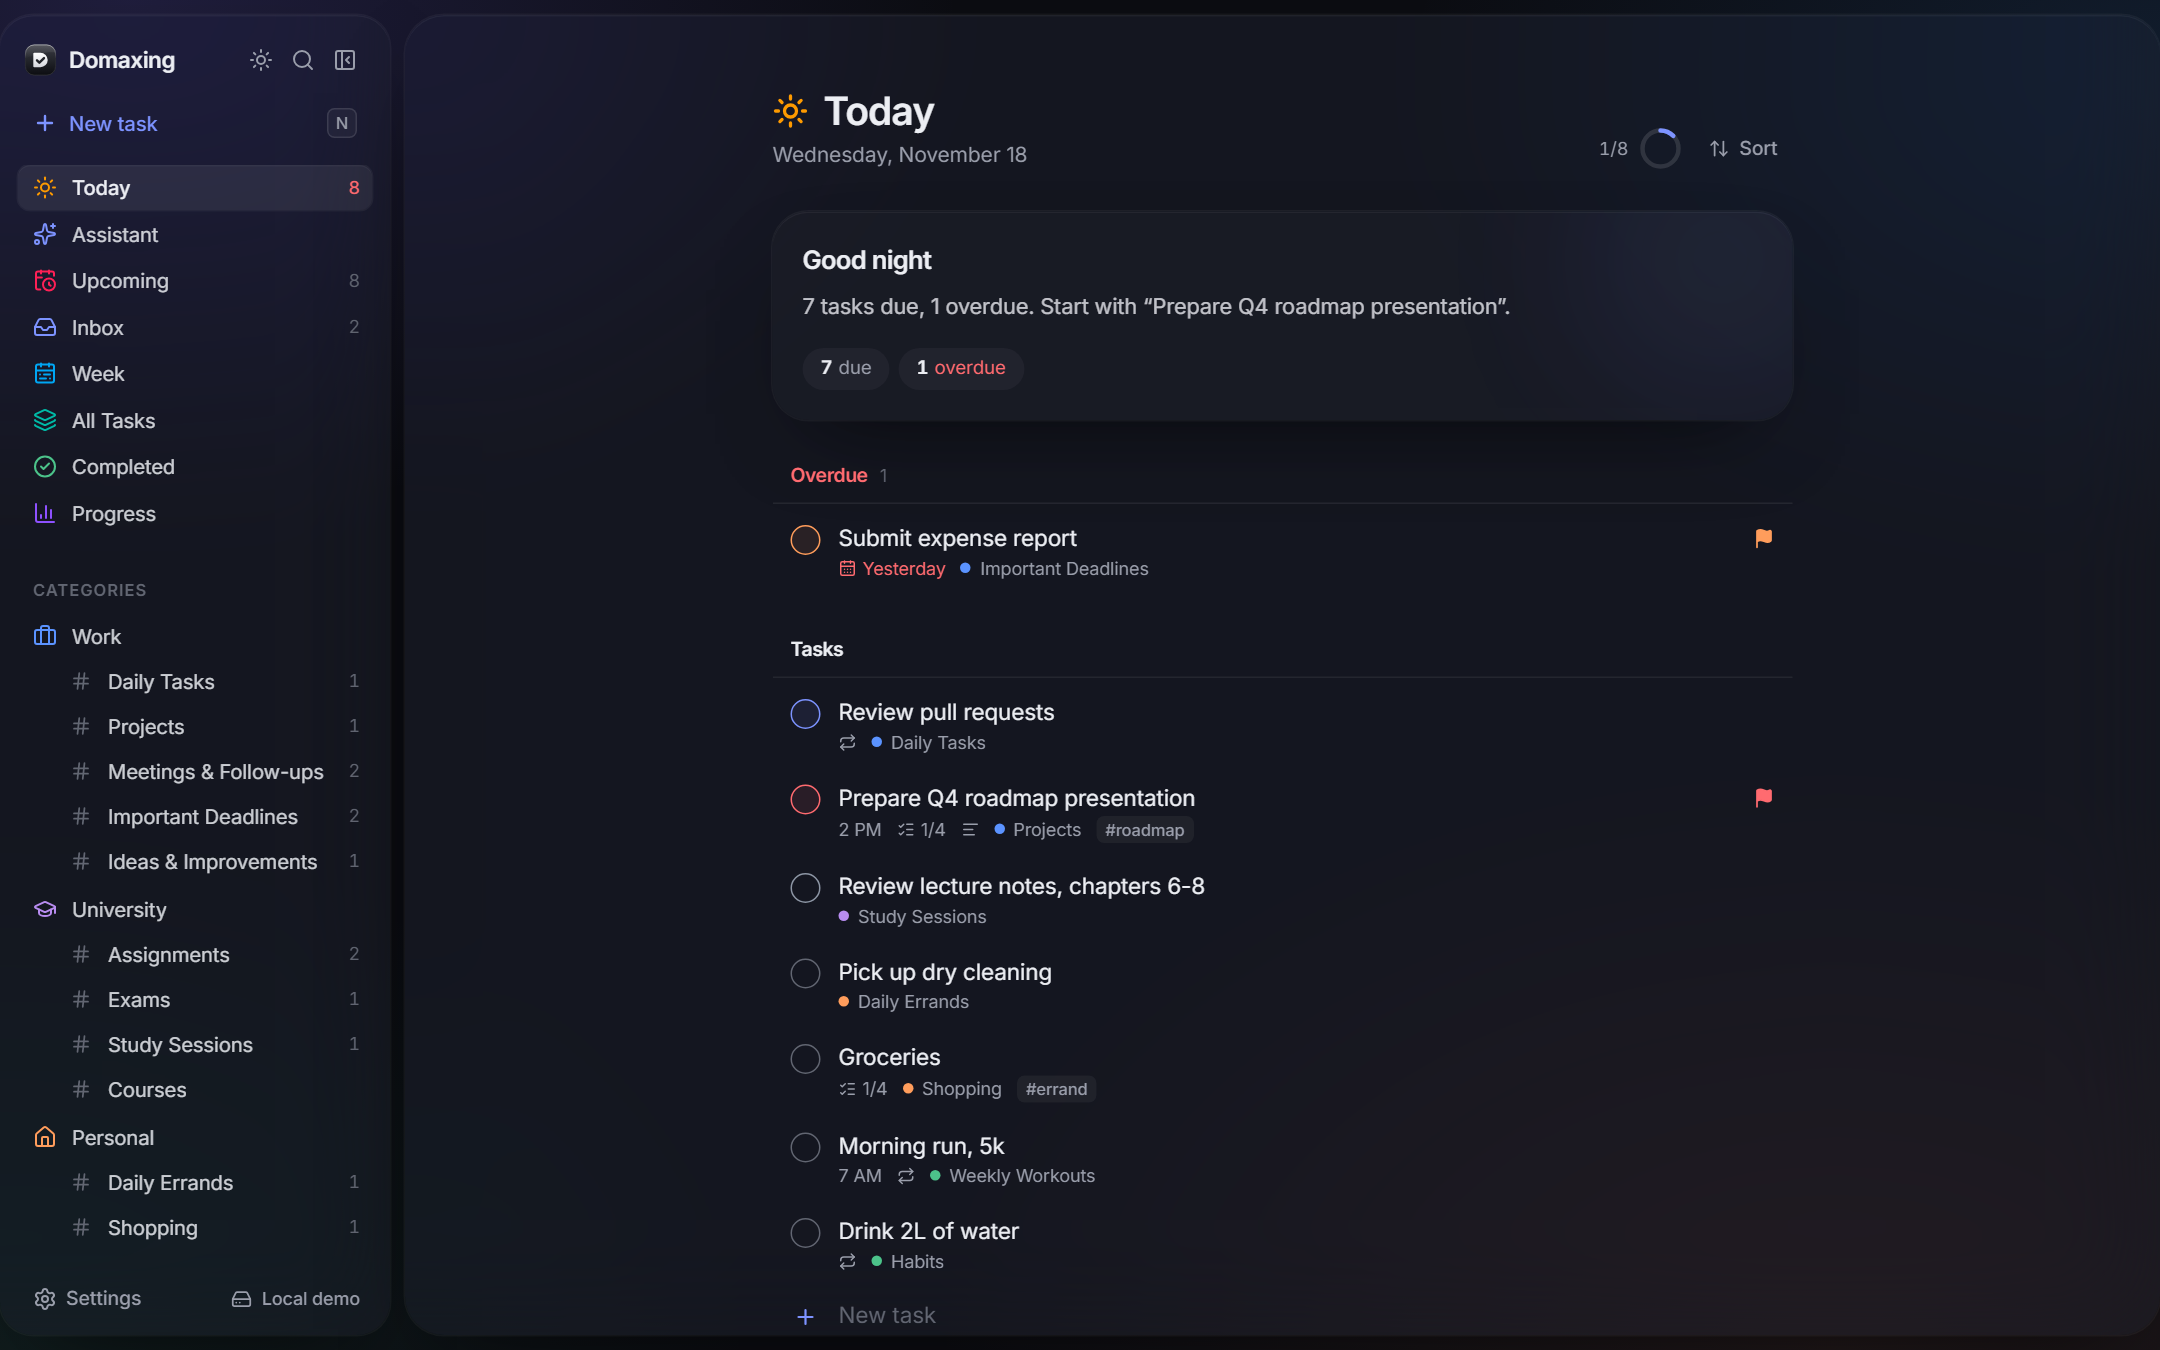 Domaxing
New task N
Today 8
Assistant
Upcoming 8
Inbox 2
Week
All Tasks
Completed
Progress
CATEGORIES
Work
# Daily Tasks 1
# Projects 1
# Meetings & Follow-ups 2
# Important Deadlines 2
# Ideas & Improvements 1
University
# Assignments 2
# Exams 1
# Study Sessions 1
# Courses
Personal
# Daily Errands 1
# Shopping 1
Settings Local demo
Today
Wednesday, November 18
1/8 Sort
Good night
7 tasks due, 1 overdue. Start with “Prepare Q4 roadmap presentation”.
7 due 1 overdue
Overdue 1
Submit expense report
Yesterday Important Deadlines
Tasks
Review pull requests
Daily Tasks
Prepare Q4 roadmap presentation
2 PM 1/4 Projects #roadmap
Review lecture notes, chapters 6-8
Study Sessions
Pick up dry cleaning
Daily Errands
Groceries
1/4 Shopping #errand
Morning run, 5k
7 AM Weekly Workouts
Drink 2L of water
Habits
New task